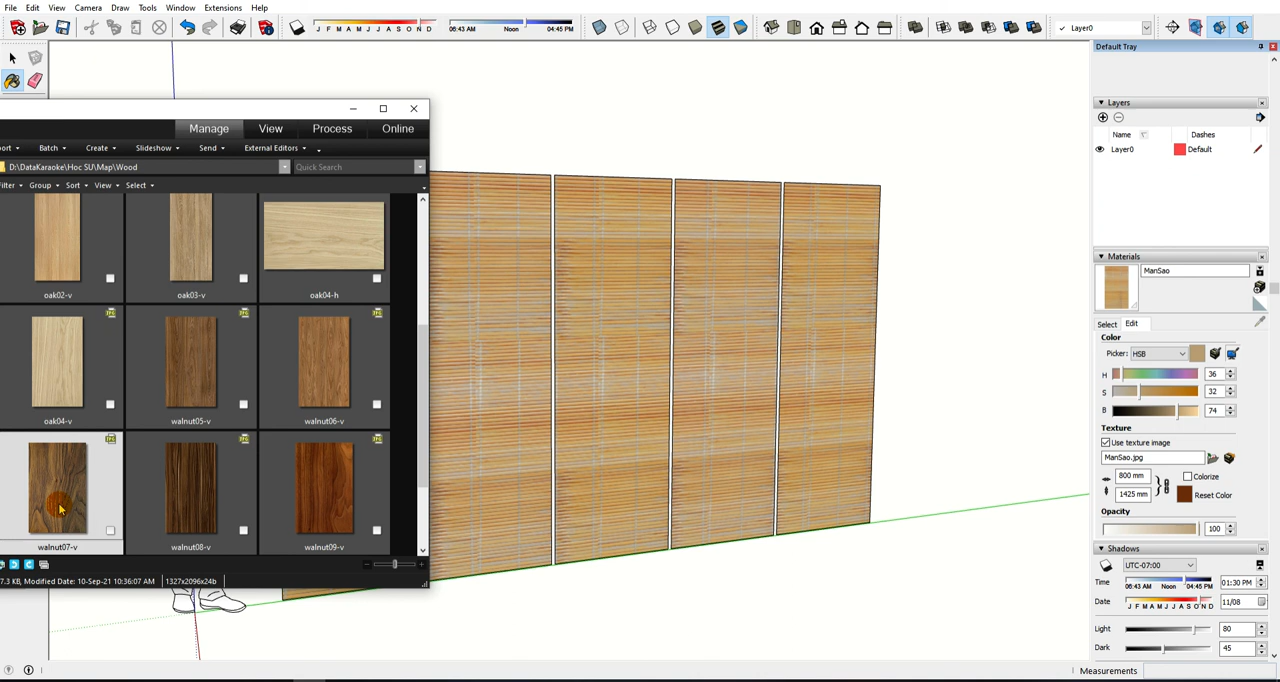 File Edit View Camera Draw Tools Window Extensions Help
J F M A M J J A S O N D
06:43 AM Noon 04:45 PM
✓ Layer0
Default Tray
Layers
Name Dashes
Layer0 Default
Manage View Process Online
Batch Create Slideshow Send External Editors
D:\DataKaraoke\Hoc SU\Map\Wood
Quick Search
Group Sort View Select
oak02-v oak03-v oak04-h
oak04-v walnut05-v walnut06-v
walnut07-v walnut08-v walnut09-v
7.3 KB, Modified Date: 10-Sep-21 10:36:07 AM 1327x2096x24b
Materials
ManSao
Select Edit
Color
Picker: HSB
H 36
S 32
B 74
Texture
Use texture image
ManSao.jpg
800 mm Colorize
1425 mm Reset Color
Opacity
100
Shadows
UTC-07:00
Time 06:43 AM Noon 04:45 PM 01:30 PM
Date J F M A M J J A S O N D 11/08
Light 80
Dark 45
Measurements